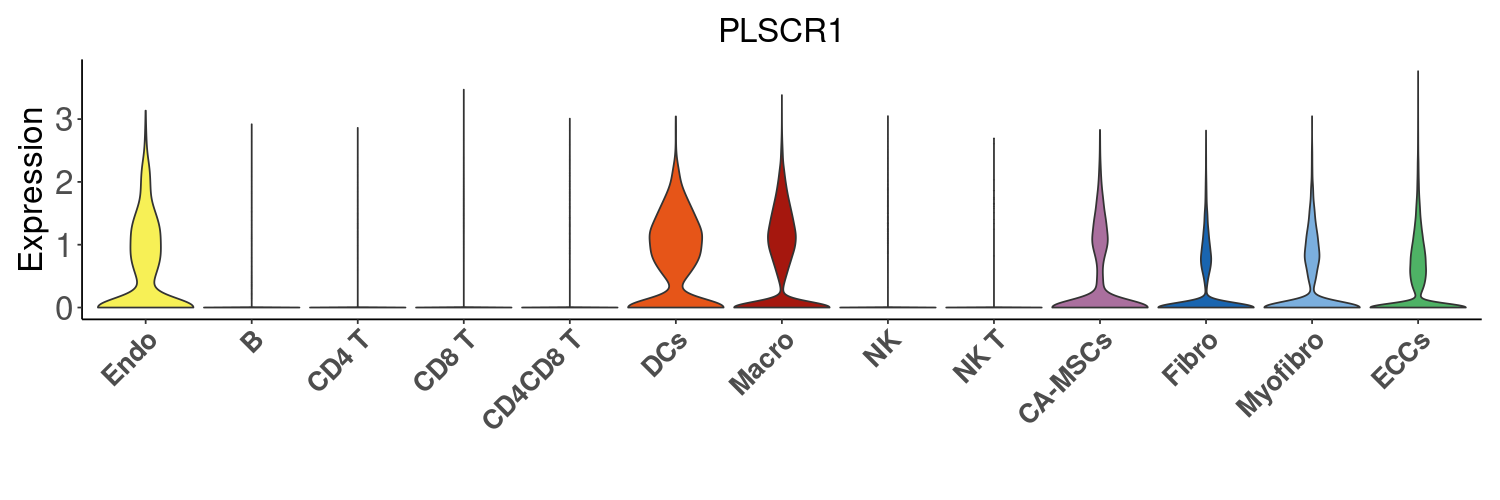 PLSCR1
Expression
3
2
1
0
Endo
B
CD4 T
CD8 T
CD4CD8 T
DCs
Macro
NK
NK T
CA-MSCs
Fibro
Myofibro
ECCs